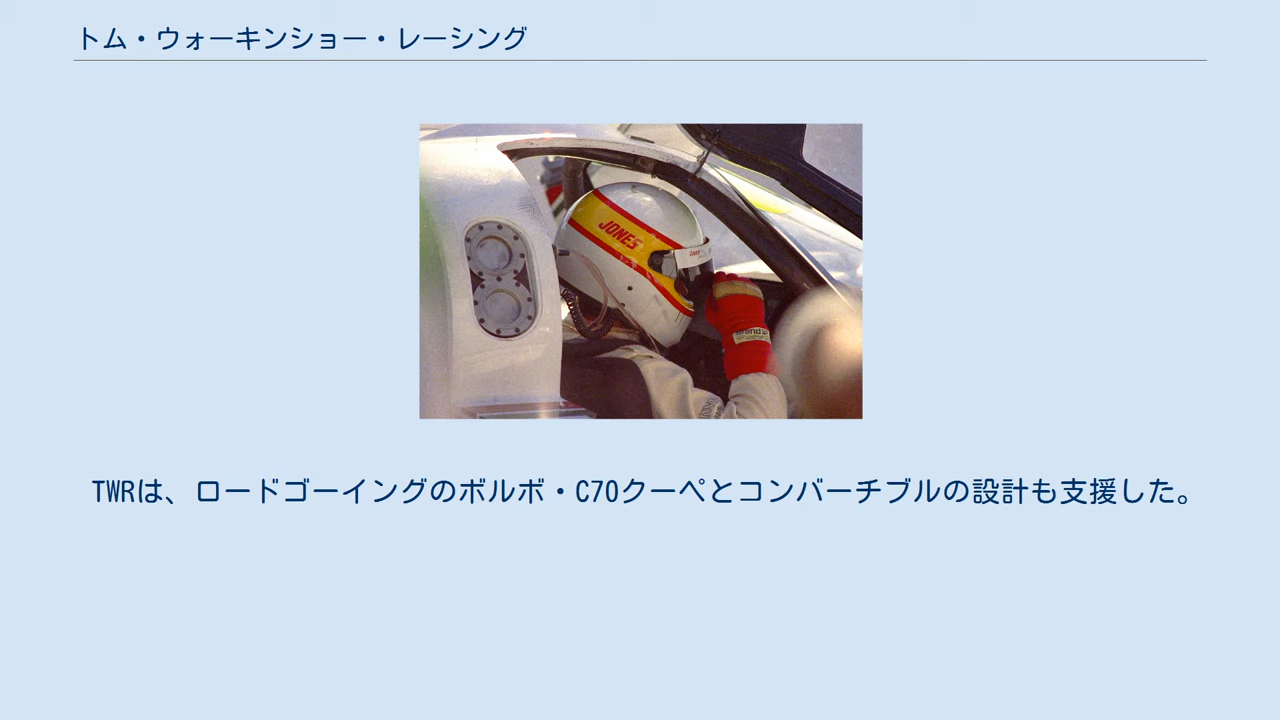 トム・ウォーキンショー・レーシング
JONES
TWRは、ロードゴーイングのボルボ・C70クーペとコンバーチブルの設計も支援した。